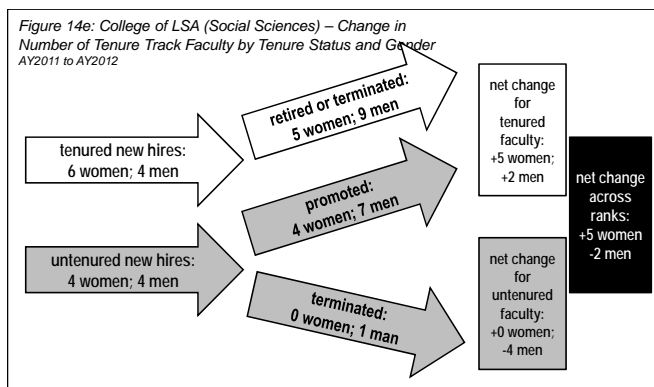 Figure 14e: College of LSA (Social Sciences) – Change in
Number of Tenure Track Faculty by Tenure Status and Gender
AY2011 to AY2012
retired or terminated:
5 women; 9 men
tenured new hires:
6 women; 4 men
promoted:
4 women; 7 men
untenured new hires:
4 women; 4 men
terminated:
0 women; 1 man
net change
for
tenured
faculty:
+5 women;
+2 men
net change
for
untenured
faculty:
+0 women;
-4 men
net change
across
ranks:
+5 women
-2 men